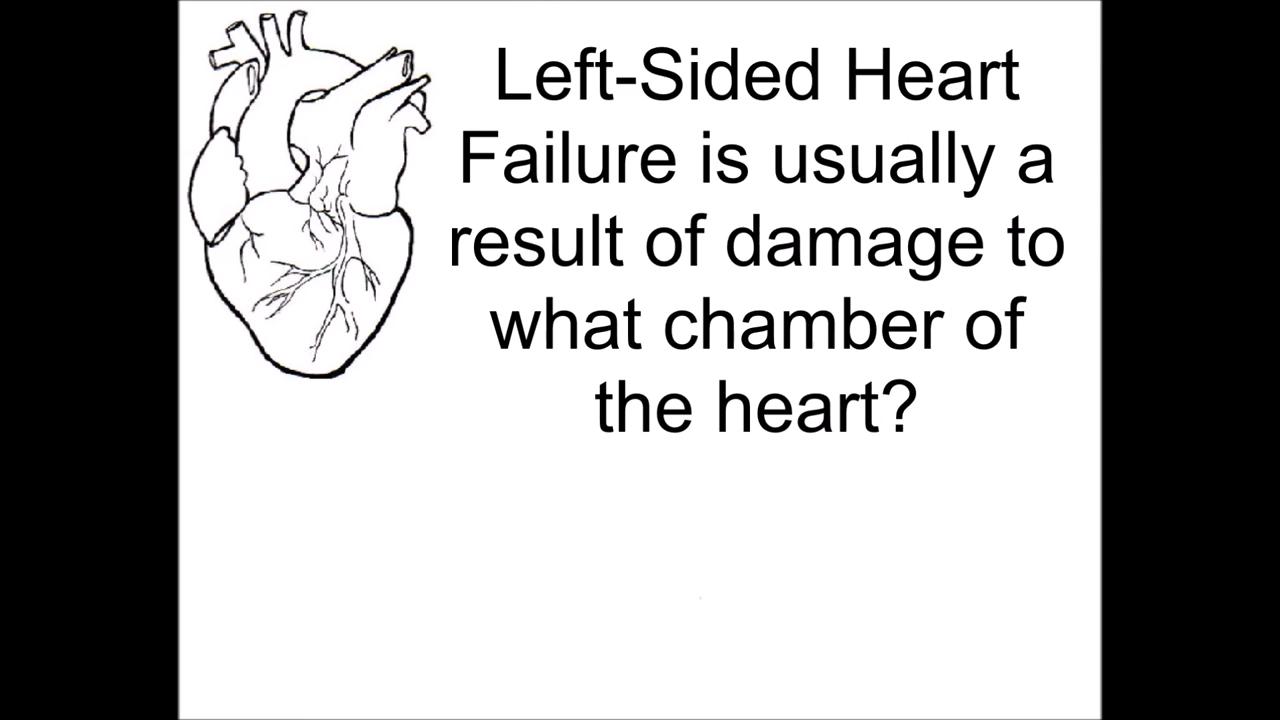 Left-Sided Heart
Failure is usually a
result of damage to
what chamber of
the heart?